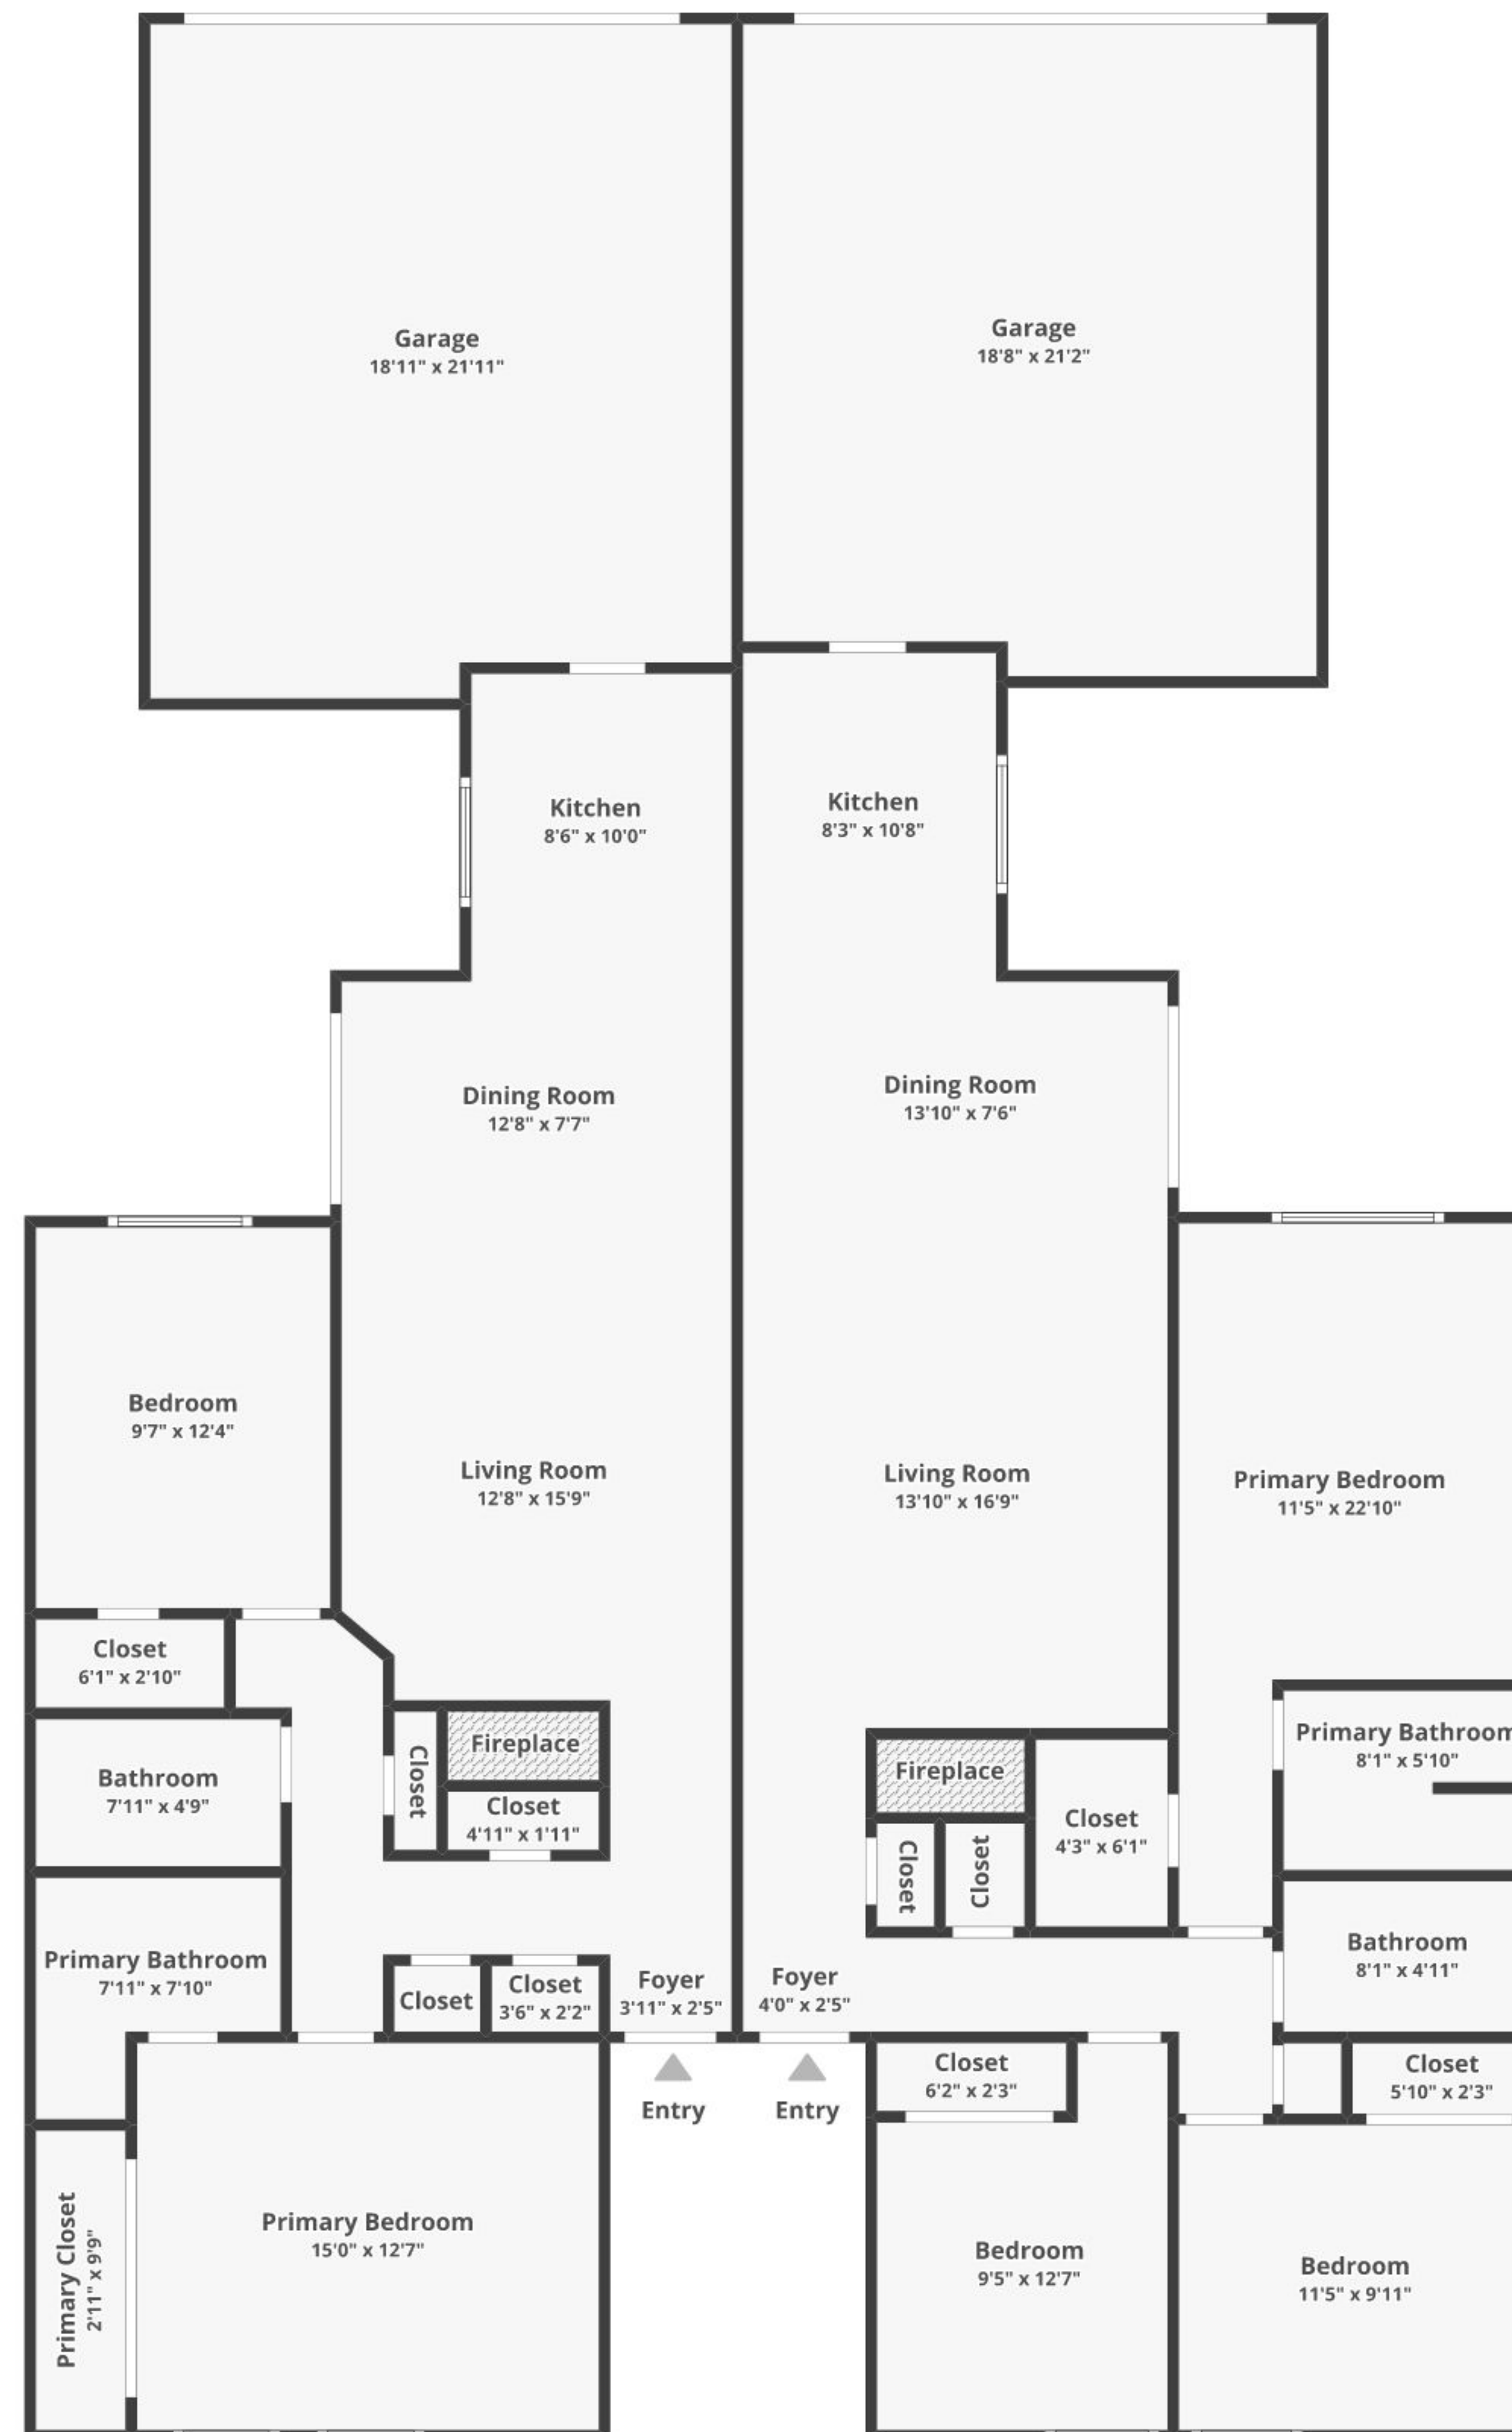 Garage
18'11" x 21'11"
Garage
18'8" x 21'2"
Kitchen
8'6" x 10'0"
Kitchen
8'3" x 10'8"
Dining Room
12'8" x 7'7"
Dining Room
13'10" x 7'6"
Bedroom
9'7" x 12'4"
Living Room
12'8" x 15'9"
Living Room
13'10" x 16'9"
Primary Bedroom
11'5" x 22'10"
Closet
6'1" x 2'10"
Bathroom
7'11" x 4'9"
Closet
Fireplace
Closet
4'11" x 1'11"
Fireplace
Closet
Closet
Closet
4'3" x 6'1"
Primary Bathroom
8'1" x 5'10"
Bathroom
8'1" x 4'11"
Primary Bathroom
7'11" x 7'10"
Closet
Closet
3'6" x 2'2"
Foyer
3'11" x 2'5"
Foyer
4'0" x 2'5"
Entry
Entry
Closet
6'2" x 2'3"
Closet
5'10" x 2'3"
Primary Closet
2'11" x 9'9"
Primary Bedroom
15'0" x 12'7"
Bedroom
9'5" x 12'7"
Bedroom
11'5" x 9'11"